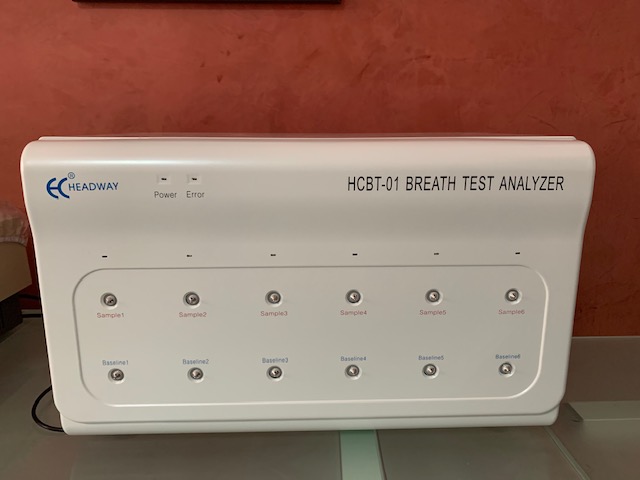 HC® HEADWAY
Power Error
HCBT-01 BREATH TEST ANALYZER
Sample1 Sample2 Sample3 Sample4 Sample5 Sample6
Baseline1 Baseline2 Baseline3 Baseline4 Baseline5 Baseline6